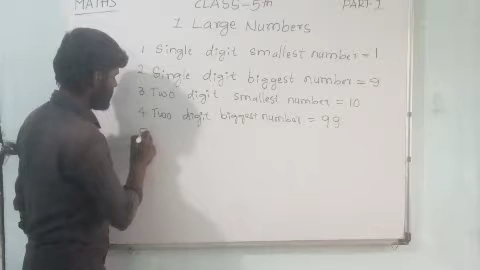 MATHS CLASS-5th PART-1
1 Large Numbers
1 Single digit smallest number = 1
2 Single digit biggest number = 9
3 Two digit smallest number = 10
4 Two digit biggest number = 99
5